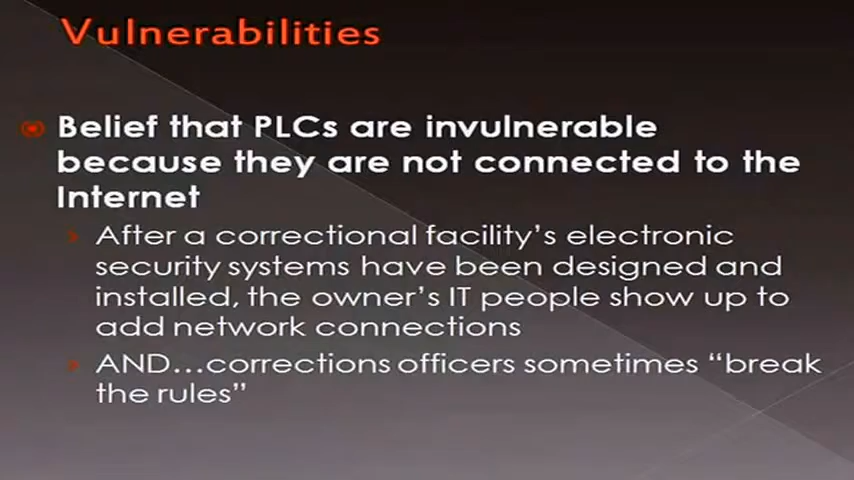 Vulnerabilities
Belief that PLCs are invulnerable
because they are not connected to the
Internet
After a correctional facility's electronic
security systems have been designed and
installed, the owner's IT people show up to
add network connections
AND...corrections officers sometimes "break
the rules"